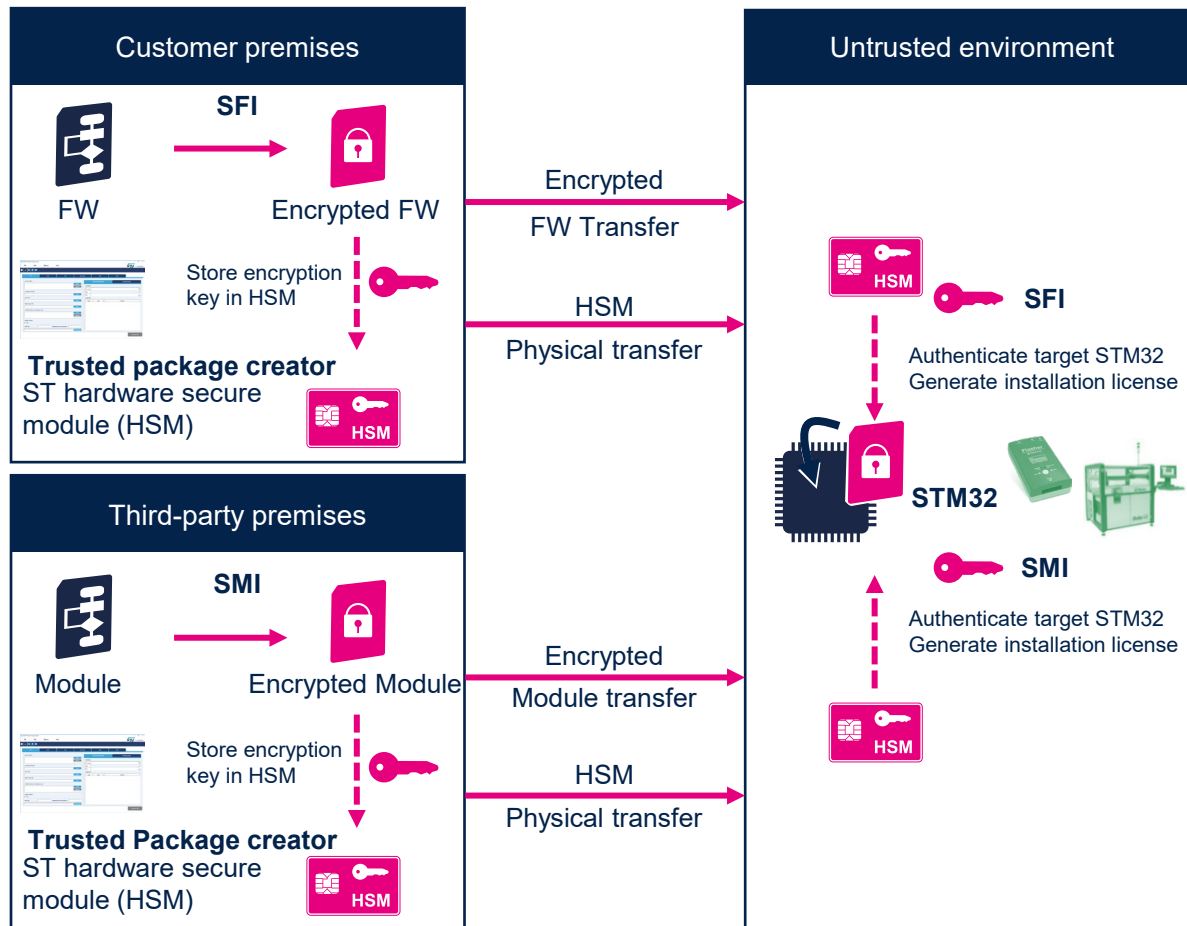 Customer premises
SFI
FW
Encrypted FW
Store encryption
key in HSM
Trusted package creator
ST hardware secure
module (HSM)
HSM
Third-party premises
SMI
Module
Encrypted Module
Store encryption
key in HSM
Trusted Package creator
ST hardware secure
module (HSM)
HSM
Encrypted
FW Transfer
HSM
Physical transfer
Encrypted
Module transfer
HSM
Physical transfer
Untrusted environment
HSM
SFI
Authenticate target STM32
Generate installation license
STM32
SMI
Authenticate target STM32
Generate installation license
HSM